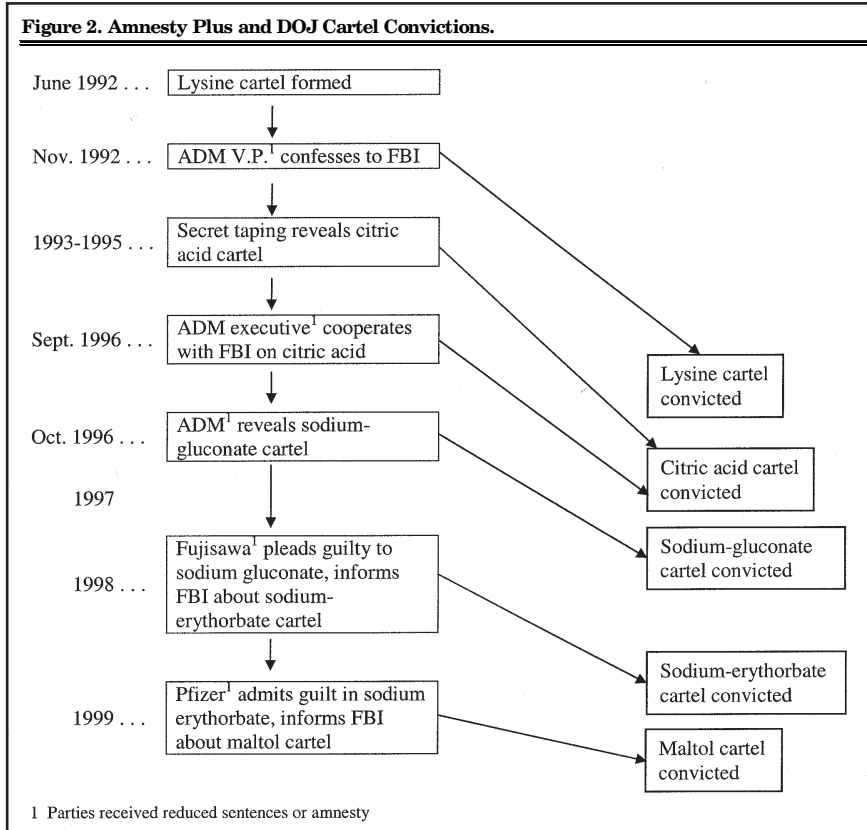 Figure 2. Amnesty Plus and DOJ Cartel Convictions.
June 1992 . . .
Lysine cartel formed
Nov. 1992 . . .
ADM V.P.¹ confesses to FBI
1993-1995 . . .
Secret taping reveals citric
acid cartel
Sept. 1996 . . .
ADM executive¹ cooperates
with FBI on citric acid
Lysine cartel
convicted
Oct. 1996 . . .
ADM¹ reveals sodium-
gluconate cartel
Citric acid cartel
convicted
1997
Sodium-gluconate
cartel convicted
1998 . . .
Fujisawa¹ pleads guilty to
sodium gluconate, informs
FBI about sodium-
erythorbate cartel
Sodium-erythorbate
cartel convicted
1999 . . .
Pfizer¹ admits guilt in sodium
erythorbate, informs FBI
about maltol cartel
Maltol cartel
convicted
1 Parties received reduced sentences or amnesty